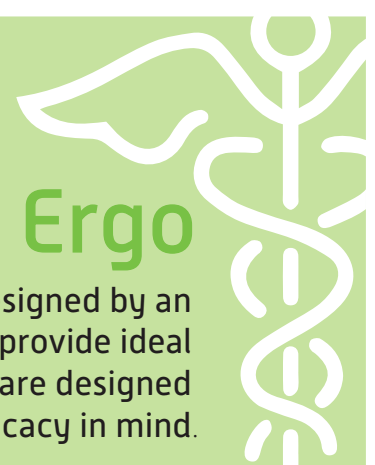 Ergo
signed by an
provide ideal
are designed
cacy in mind.